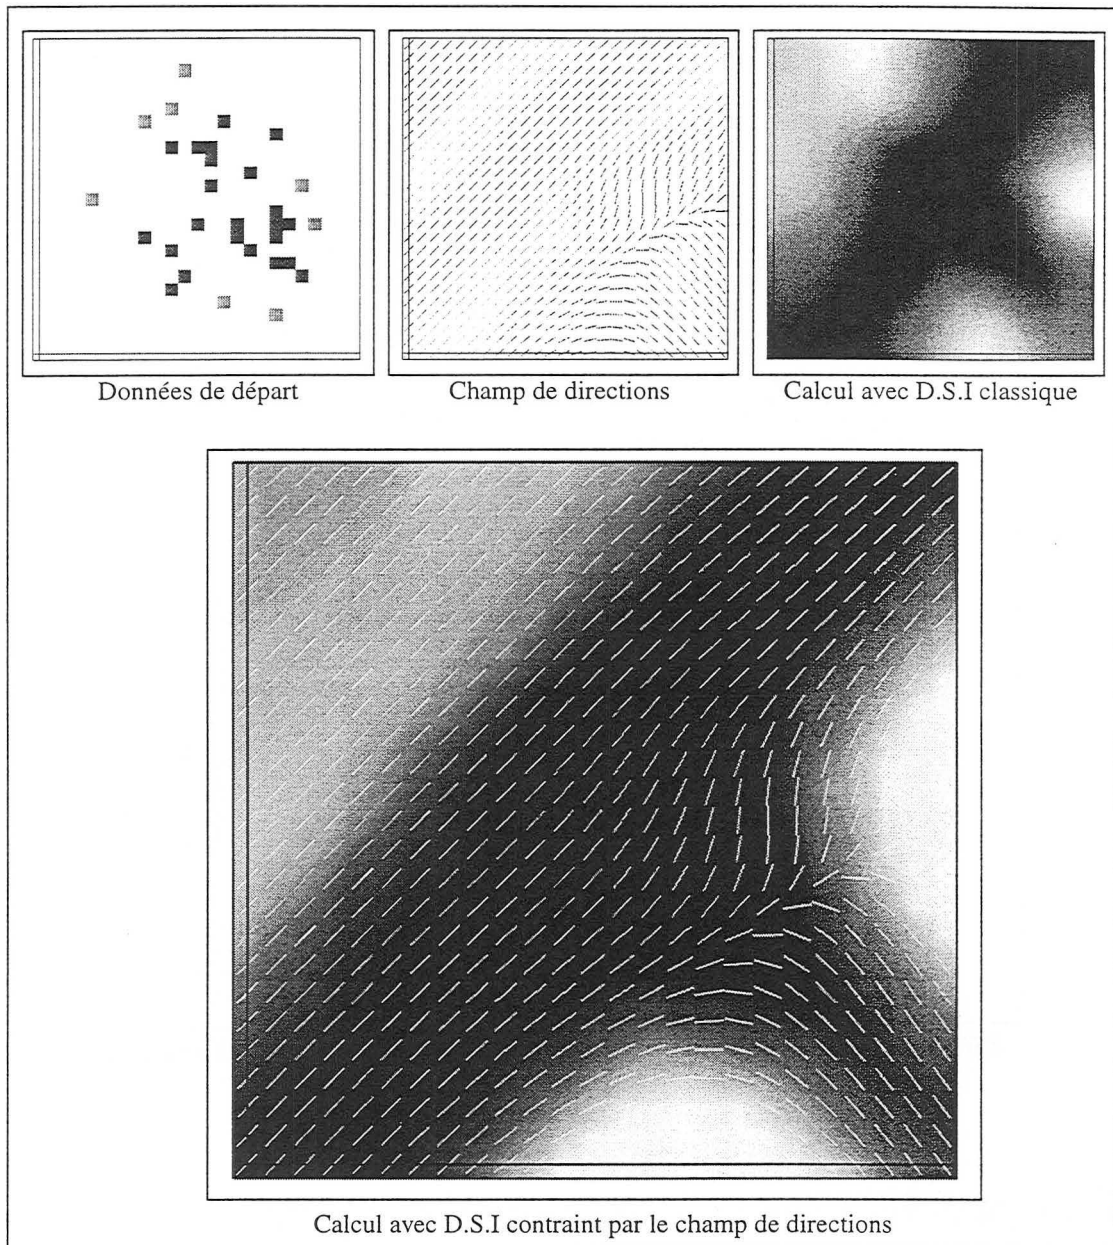 Données de départ
Champ de directions
Calcul avec D.S.I classique
Calcul avec D.S.I contraint par le champ de directions